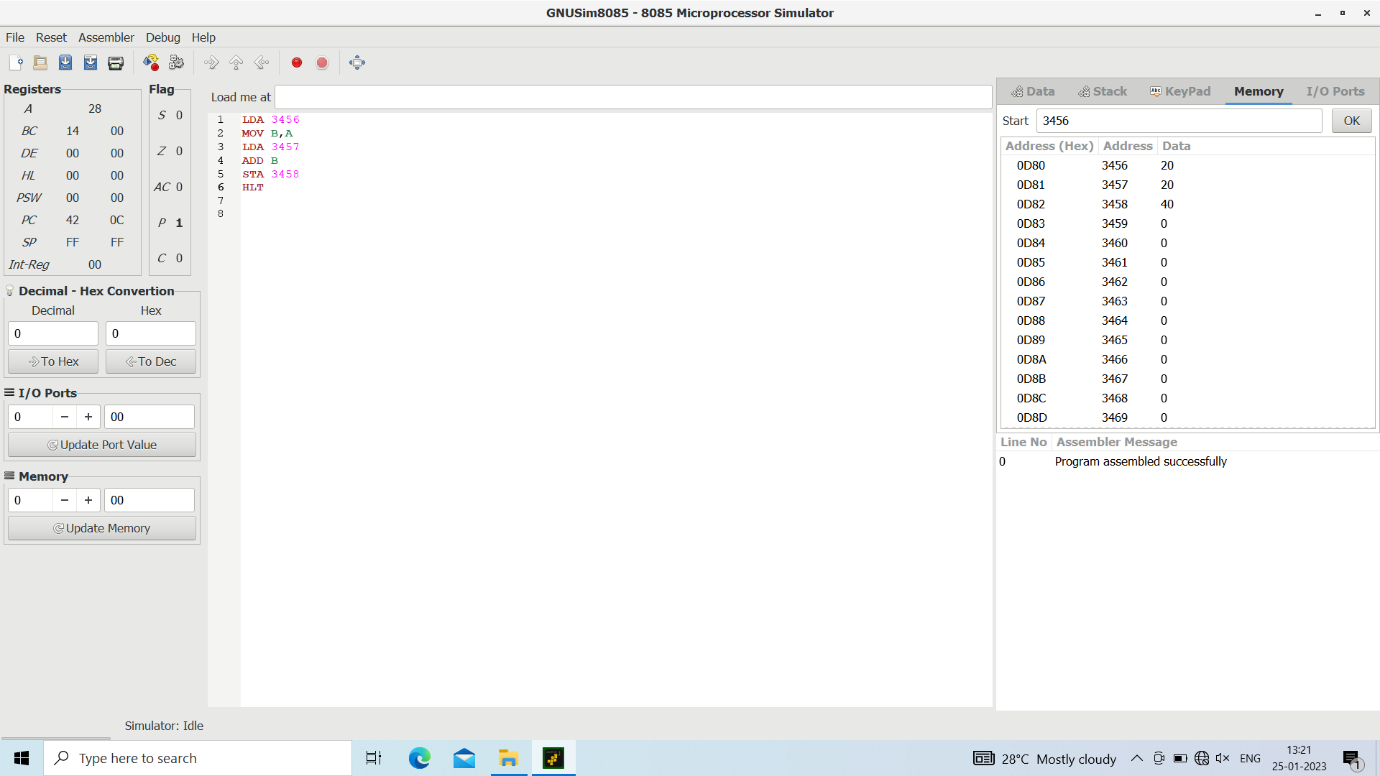 GNUSim8085 - 8085 Microprocessor Simulator
File Reset Assembler Debug Help
Registers
A 28
BC 14 00
DE 00 00
HL 00 00
PSW 00 00
PC 42 0C
SP FF FF
Int-Reg 00
Flag
S 0
Z 0
AC 0
P 1
C 0
Decimal - Hex Convertion
Decimal Hex
0 0
To Hex To Dec
I/O Ports
0 − + 00
Update Port Value
Memory
0 − + 00
Update Memory
Load me at
1 LDA 3456
2 MOV B,A
3 LDA 3457
4 ADD B
5 STA 3458
6 HLT
7
8
Data Stack Abc KeyPad Memory I/O Ports
Start 3456 OK
Address (Hex) Address Data
0D80 3456 20
0D81 3457 20
0D82 3458 40
0D83 3459 0
0D84 3460 0
0D85 3461 0
0D86 3462 0
0D87 3463 0
0D88 3464 0
0D89 3465 0
0D8A 3466 0
0D8B 3467 0
0D8C 3468 0
0D8D 3469 0
Line No Assembler Message
0 Program assembled successfully
Simulator: Idle
Type here to search
28°C Mostly cloudy
ENG
13:21
25-01-2023
1